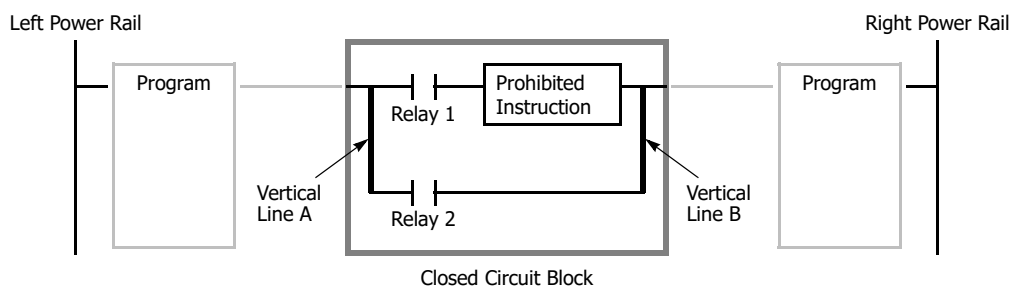 Left Power Rail
Right Power Rail
Program
Relay 1
Prohibited
Instruction
Program
Vertical
Line A
Relay 2
Vertical
Line B
Closed Circuit Block